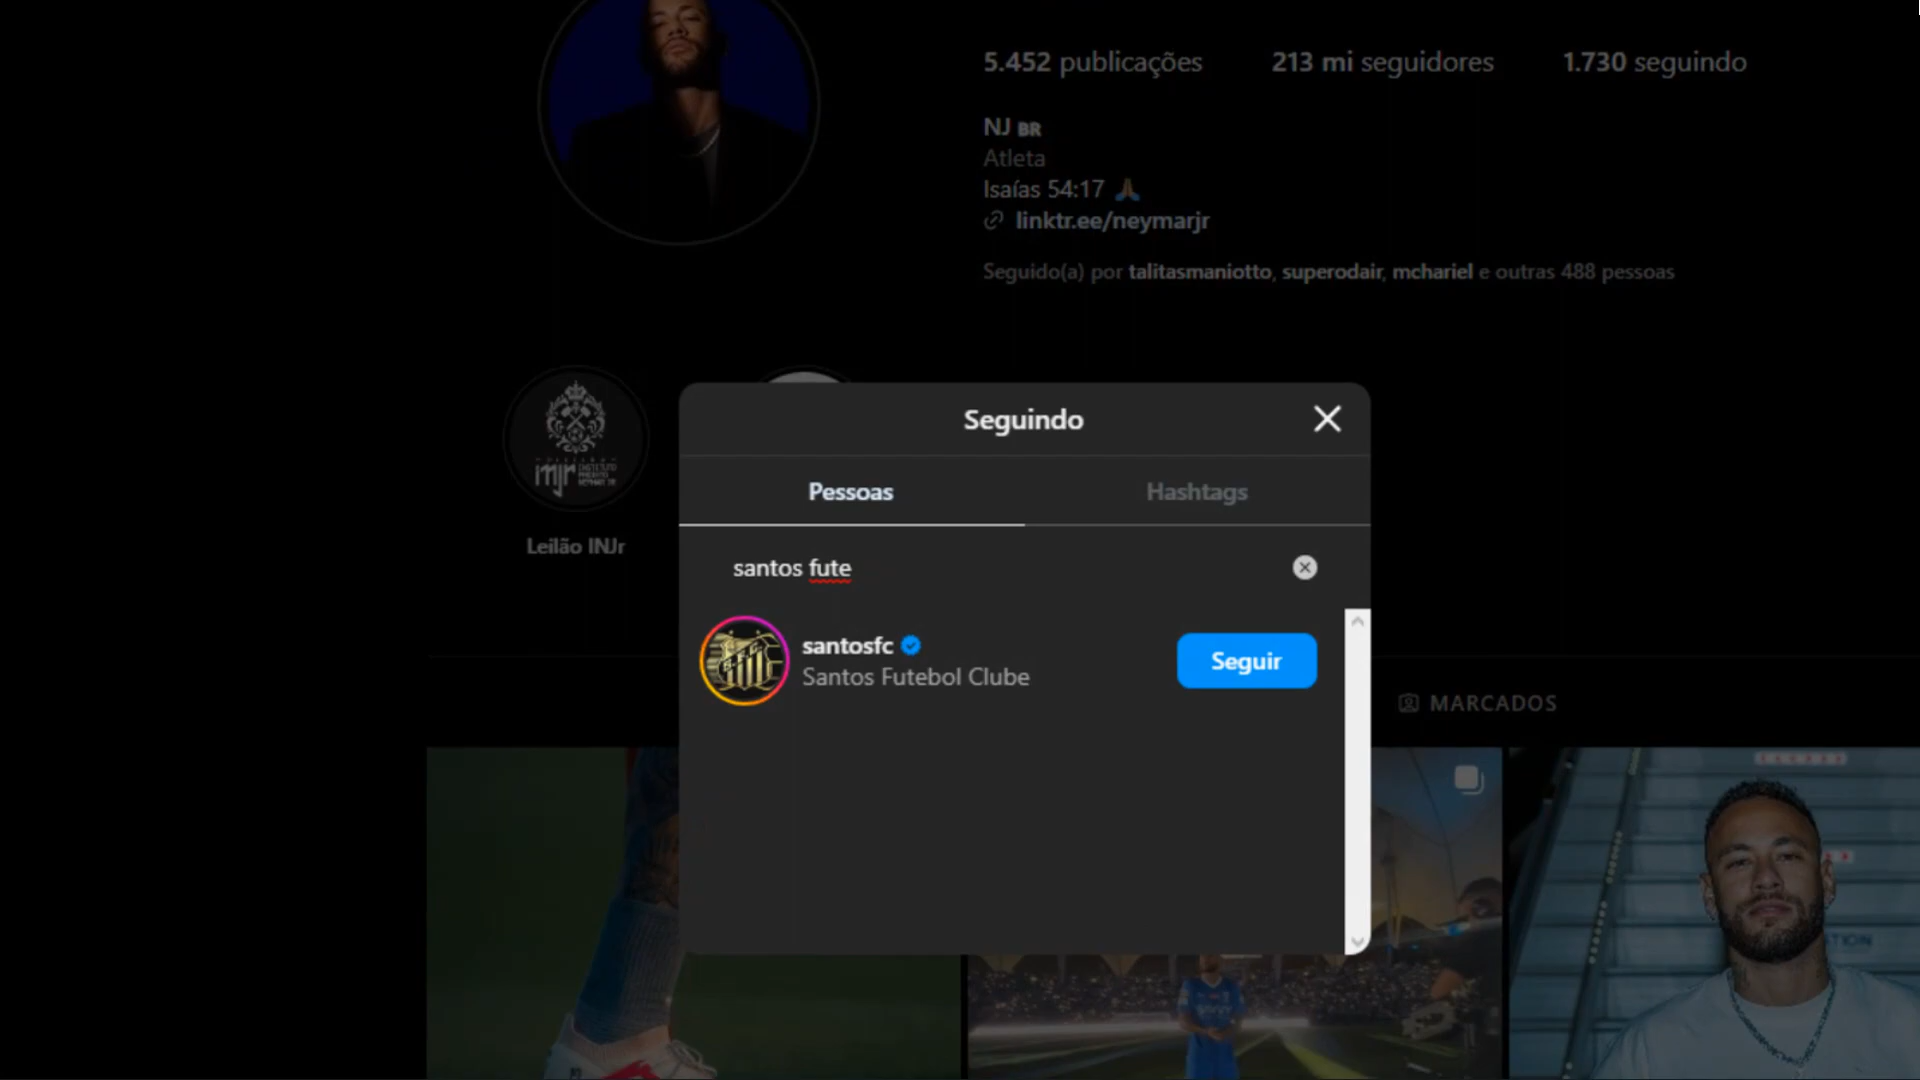 5.452 publicações 213 mi seguidores 1.730 seguindo
NJ BR
Atleta
Isaías 54:17 🙏🏾
linktr.ee/neymarjr
Seguido(a) por talitasmaniotto, superodair, mchariel e outras 488 pessoas
Leilão INJr
Seguindo
Pessoas Hashtags
santos fute
santosfc
Santos Futebol Clube
Seguir
MARCADOS